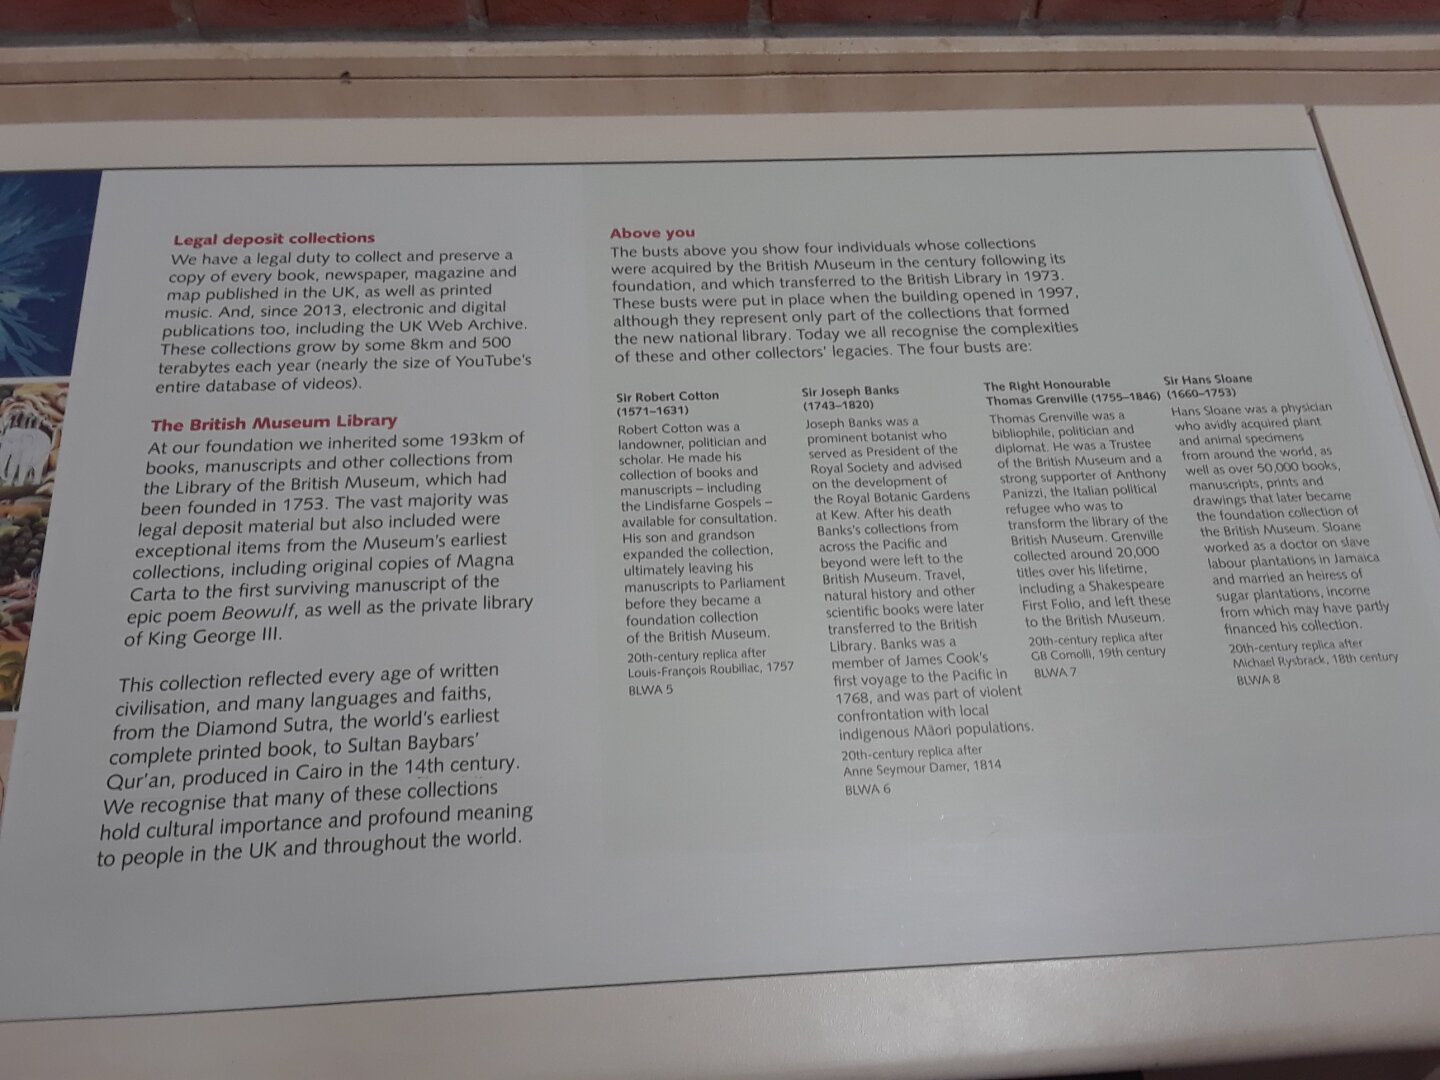 Legal deposit collections
We have a legal duty to collect and preserve a
copy of every book, newspaper, magazine and
map published in the UK, as well as printed
music. And, since 2013, electronic and digital
publications too, including the UK Web Archive.
These collections grow by some 8km and 500
terabytes each year (nearly the size of YouTube's
entire database of videos).
The British Museum Library
At our foundation we inherited some 193km of
books, manuscripts and other collections from
the Library of the British Museum, which had
been founded in 1753. The vast majority was
legal deposit material but also included were
exceptional items from the Museum's earliest
collections, including original copies of Magna
Carta to the first surviving manuscript of the
epic poem Beowulf, as well as the private library
of King George III.
This collection reflected every age of written
civilisation, and many languages and faiths,
from the Diamond Sutra, the world's earliest
complete printed book, to Sultan Baybars'
Qur'an, produced in Cairo in the 14th century.
We recognise that many of these collections
hold cultural importance and profound meaning
to people in the UK and throughout the world.
Above you
The busts above you show four individuals whose collections
were acquired by the British Museum in the century following its
foundation, and which transferred to the British Library in 1973.
These busts were put in place when the building opened in 1997,
although they represent only part of the collections that formed
the new national library. Today we all recognise the complexities
of these and other collectors' legacies. The four busts are:
Sir Robert Cotton
(1571–1631)
Robert Cotton was a
landowner, politician and
scholar. He made his
collection of books and
manuscripts – including
the Lindisfarne Gospels –
available for consultation.
His son and grandson
expanded the collection,
ultimately leaving his
manuscripts to Parliament
before they became a
foundation collection
of the British Museum.
20th-century replica after
Louis-François Roubiliac, 1757
BLWA 5
Sir Joseph Banks
(1743–1820)
Joseph Banks was a
prominent botanist who
served as President of the
Royal Society and advised
on the development of
the Royal Botanic Gardens
at Kew. After his death
Banks's collections from
across the Pacific and
beyond were left to the
British Museum. Travel,
natural history and other
scientific books were later
transferred to the British
Library. Banks was a
member of James Cook's
first voyage to the Pacific in
1768, and was part of violent
confrontation with local
indigenous Māori populations.
20th-century replica after
Anne Seymour Damer, 1814
BLWA 6
The Right Honourable
Thomas Grenville (1755–1846)
Thomas Grenville was a
bibliophile, politician and
diplomat. He was a Trustee
of the British Museum and a
strong supporter of Anthony
Panizzi, the Italian political
refugee who was to
transform the library of the
British Museum. Grenville
collected around 20,000
titles over his lifetime,
including a Shakespeare
First Folio, and left these
to the British Museum.
20th-century replica after
GB Comolli, 19th century
BLWA 7
Sir Hans Sloane
(1660–1753)
Hans Sloane was a physician
who avidly acquired plant
and animal specimens
from around the world, as
well as over 50,000 books,
manuscripts, prints and
drawings that later became
the foundation collection of
the British Museum. Sloane
worked as a doctor on slave
labour plantations in Jamaica
and married an heiress of
sugar plantations, income
from which may have partly
financed his collection.
20th-century replica after
Michael Rysbrack, 18th century
BLWA 8